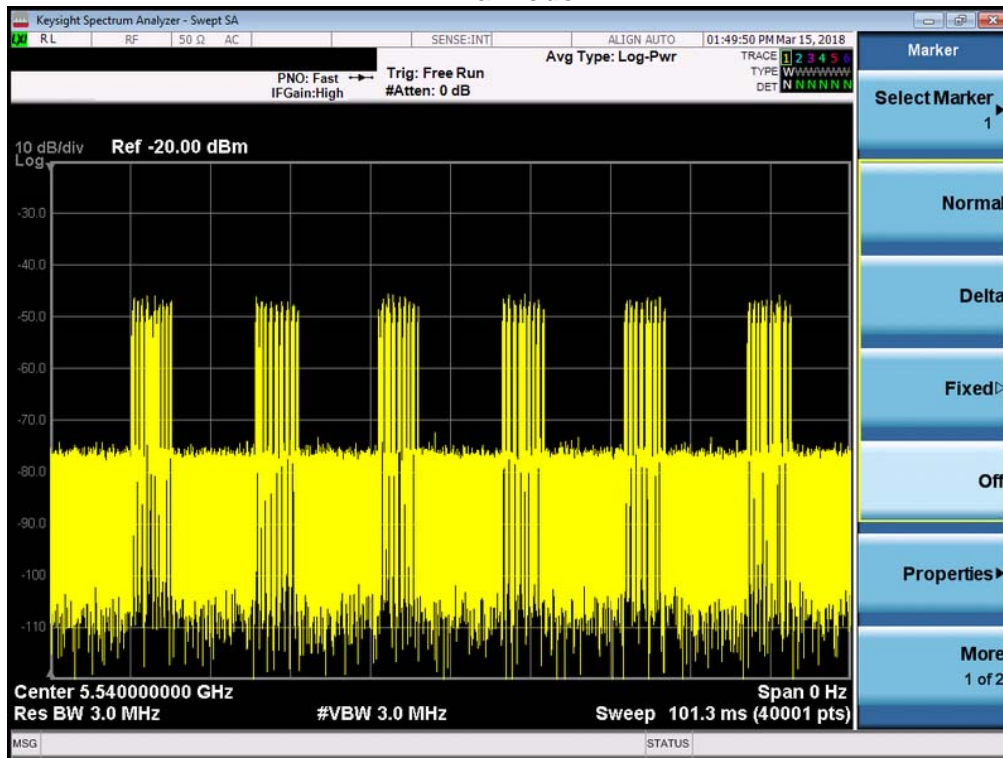 Keysight Spectrum Analyzer - Swept SA
LXI RL RF 50 Ω AC SENSE:INT ALIGN AUTO 01:49:50 PM Mar 15, 2018
Marker
PNO: Fast
IFGain:High
Trig: Free Run
#Atten: 0 dB
Avg Type: Log-Pwr
TRACE 1 2 3 4 5 6
TYPE WWWWWW
DET N N N N N N
Select Marker
1
10 dB/div Ref -20.00 dBm
Log
-30.0
-40.0
-50.0
-60.0
-70.0
-80.0
-90.0
-100
-110
Normal
Delta
Fixed
Off
Properties
More
1 of 2
Center 5.540000000 GHz Span 0 Hz
Res BW 3.0 MHz #VBW 3.0 MHz Sweep 101.3 ms (40001 pts)
MSG STATUS